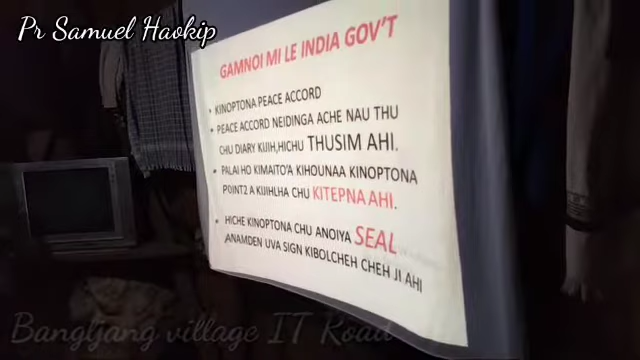 Pr Samuel Haokip
GAMNOI MI LE INDIA GOV'T
• KINOPTONA PEACE ACCORD
• PEACE ACCORD NEIDINGA ACHE NAU THU
CHU DIARY KIJIH,HICHU THUSIM AHI.
• PALAI HO KIMAITO'A KIHOUNAA KINOPTONA
POINT2 A KIJIHLHA CHU KITEPNA AHI.
• HICHE KINOPTONA CHU ANOIYA SEAL
ANAMDEN UVA SIGN KIBOLCHEH CHEH JI AHI
Bangljang village IT Road